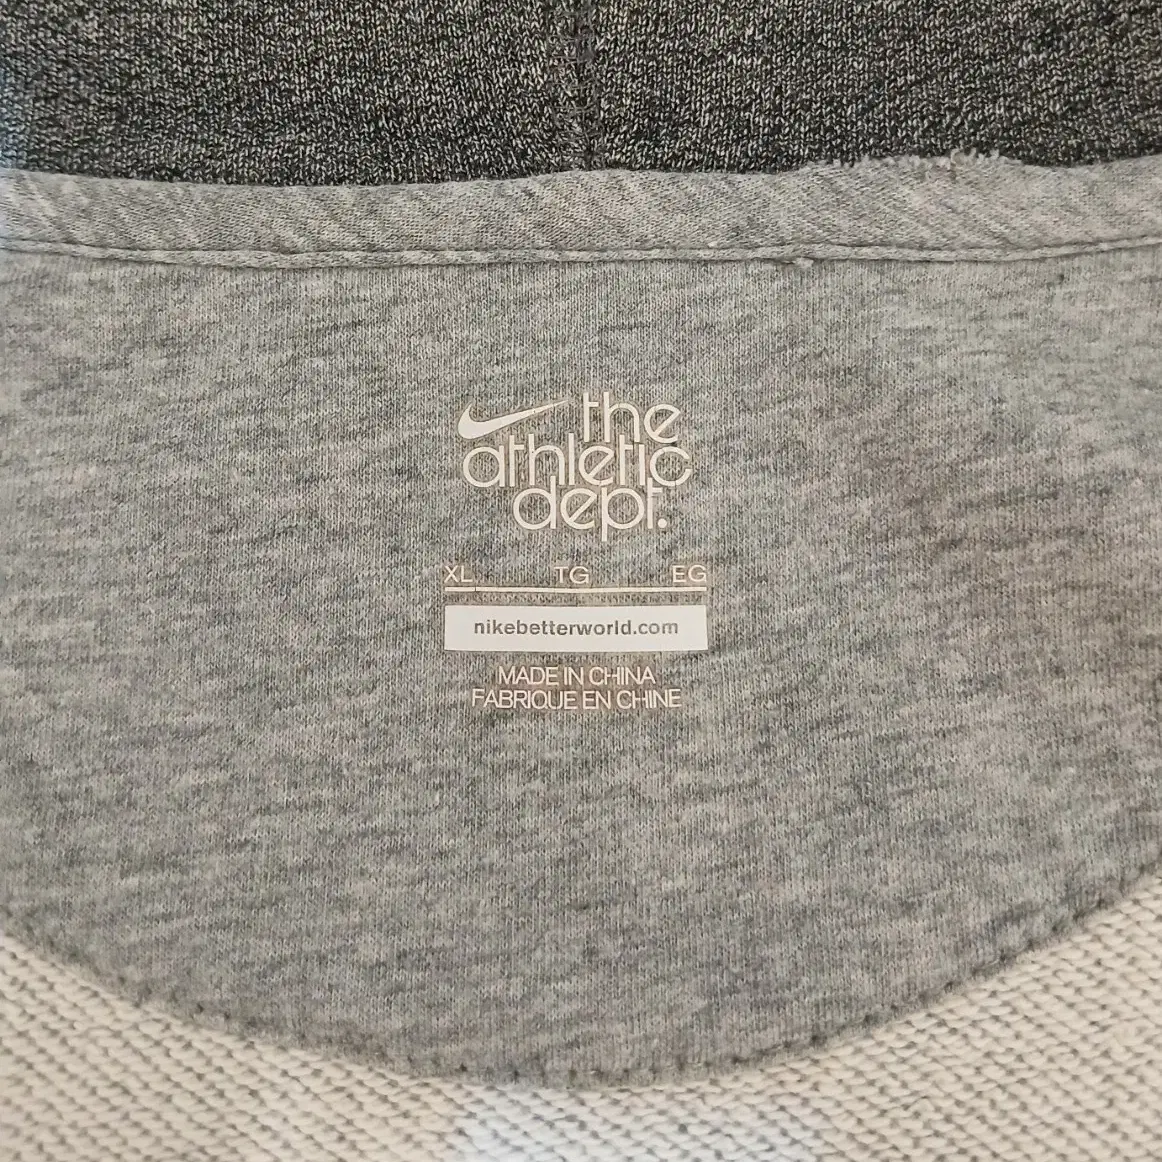 the
athletic
dept.
XL TG EG
nikebetterworld.com
MADE IN CHINA
FABRIQUE EN CHINE